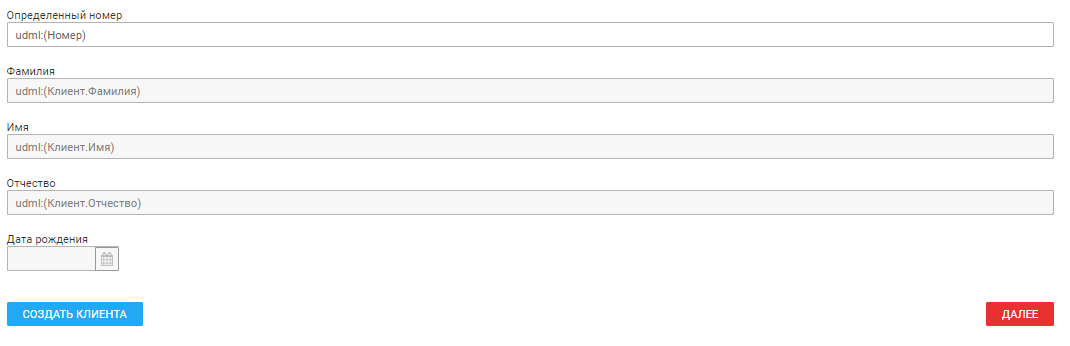 Определенный номер
udml:(Номер)
Фамилия
udml:(Клиент.Фамилия)
Имя
udml:(Клиент.Имя)
Отчество
udml:(Клиент.Отчество)
Дата рождения
СОЗДАТЬ КЛИЕНТА ДАЛЕЕ